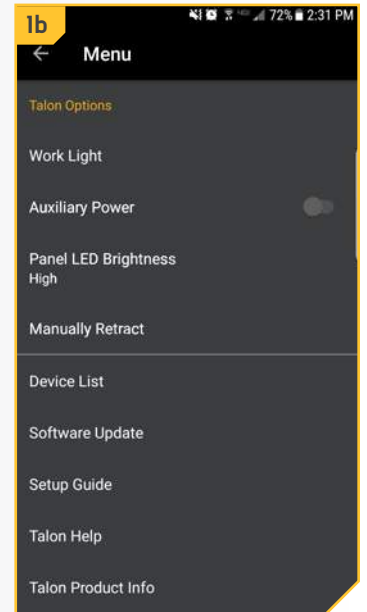 1b
72% 2:31 PM
Menu
Talon Options
Work Light
Auxiliary Power
Panel LED Brightness
High
Manually Retract
Device List
Software Update
Setup Guide
Talon Help
Talon Product Info